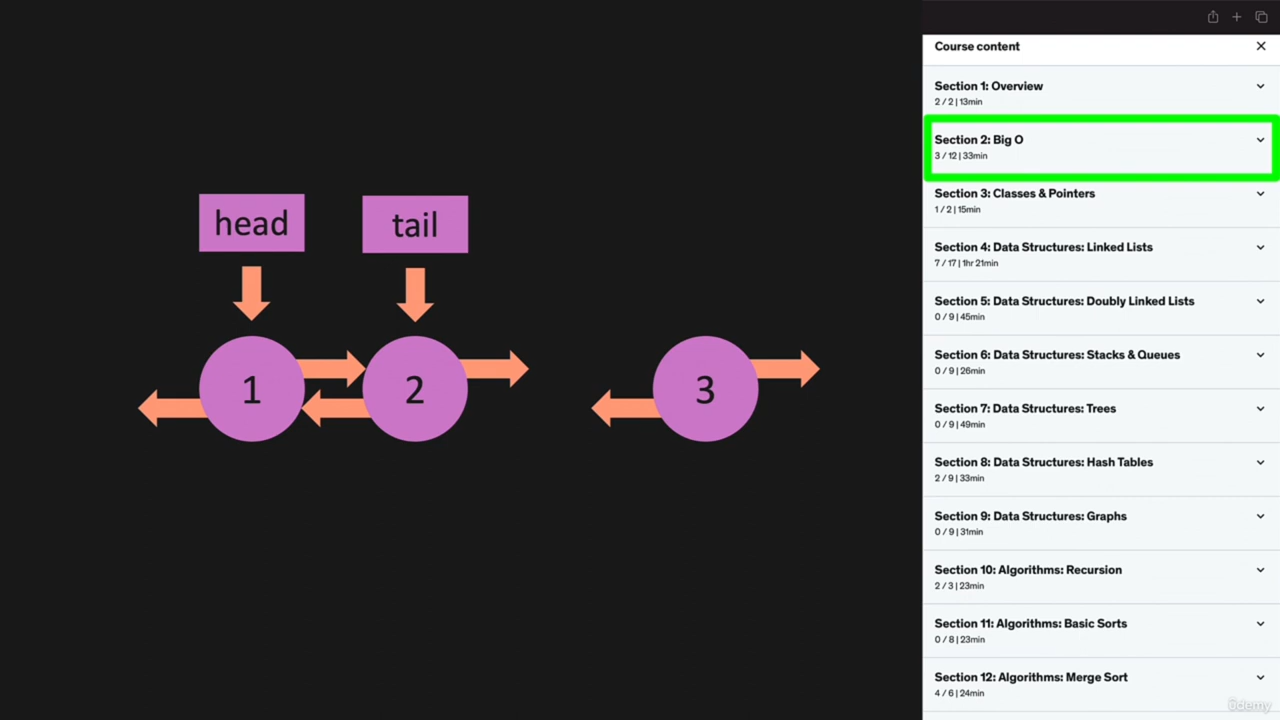 head
tail
1
2
3
Course content
Section 1: Overview
2 / 2 | 13min
Section 2: Big O
3 / 12 | 33min
Section 3: Classes & Pointers
1 / 2 | 15min
Section 4: Data Structures: Linked Lists
7 / 17 | 1hr 21min
Section 5: Data Structures: Doubly Linked Lists
0 / 9 | 45min
Section 6: Data Structures: Stacks & Queues
0 / 9 | 26min
Section 7: Data Structures: Trees
0 / 9 | 49min
Section 8: Data Structures: Hash Tables
2 / 9 | 33min
Section 9: Data Structures: Graphs
0 / 9 | 31min
Section 10: Algorithms: Recursion
2 / 3 | 23min
Section 11: Algorithms: Basic Sorts
0 / 8 | 23min
Section 12: Algorithms: Merge Sort
4 / 6 | 24min
ûdemy